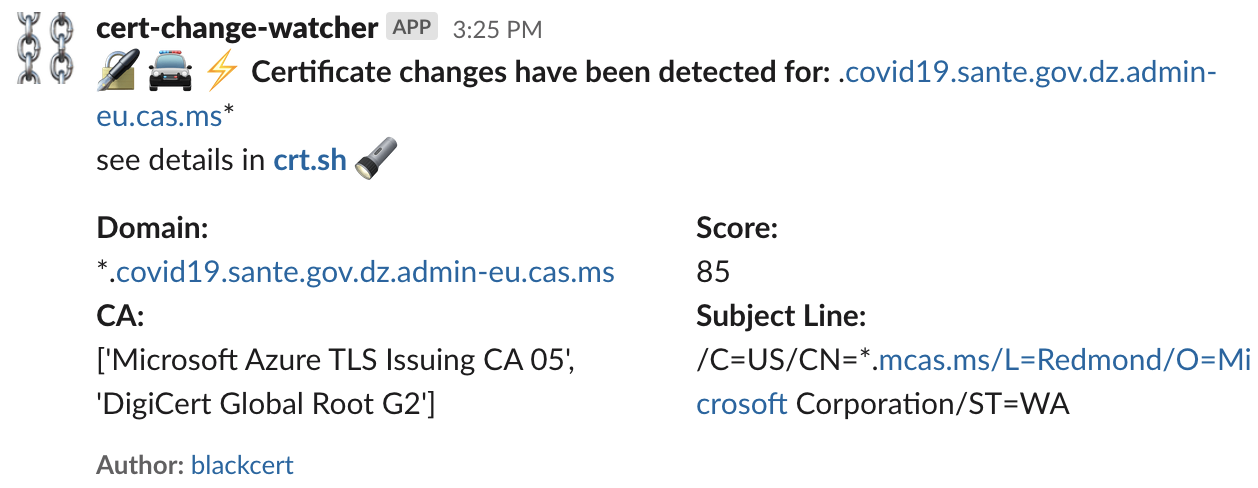 cert-change-watcher APP 3:25 PM
Certificate changes have been detected for: .covid19.sante.gov.dz.admin-
eu.cas.ms*
see details in crt.sh
Domain:
*.covid19.sante.gov.dz.admin-eu.cas.ms
CA:
['Microsoft Azure TLS Issuing CA 05',
'DigiCert Global Root G2']
Score:
85
Subject Line:
/C=US/CN=*.mcas.ms/L=Redmond/O=Mi
crosoft Corporation/ST=WA
Author: blackcert